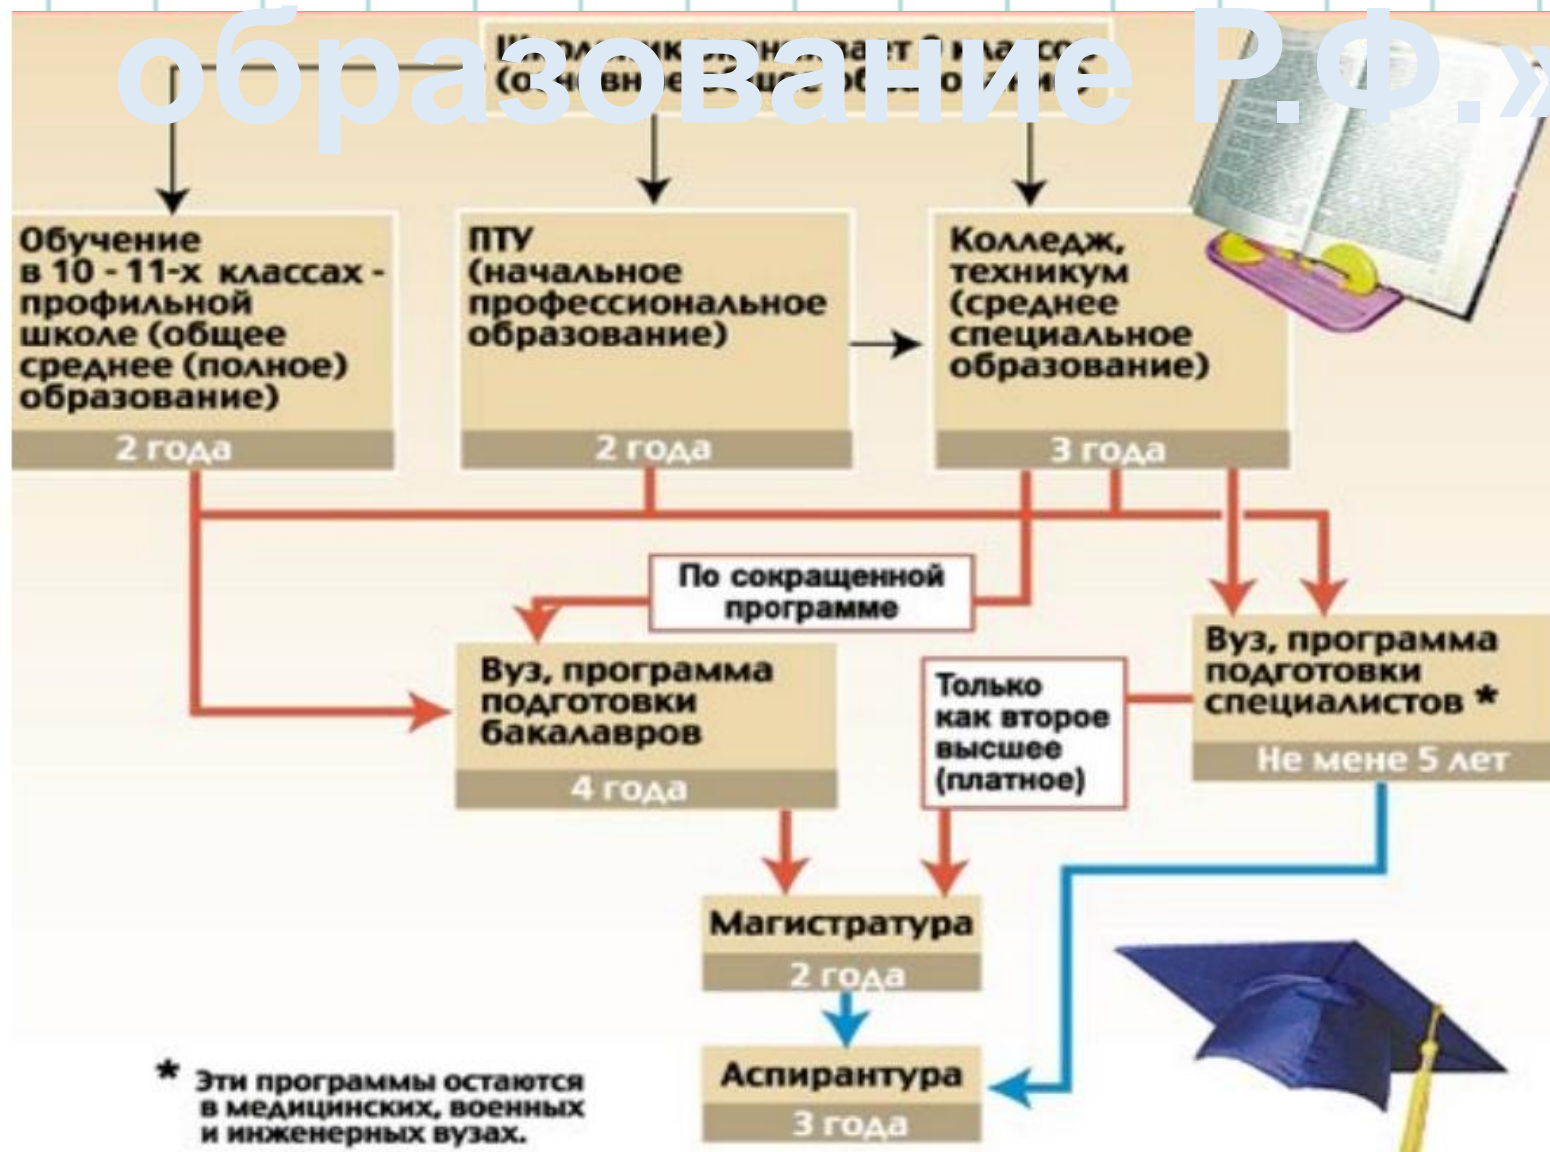 образование Р.Ф.»
(основное общее образование)
Обучение
в 10 - 11-х классах -
профильной
школе (общее
среднее (полное)
образование)
2 года
ПТУ
(начальное
профессиональное
образование)
2 года
Колледж,
техникум
(среднее
специальное
образование)
3 года
По сокращенной
программе
Вуз, программа
подготовки
бакалавров
4 года
Только
как второе
высшее
(платное)
Вуз, программа
подготовки
специалистов *
Не мене 5 лет
Магистратура
2 года
Аспирантура
3 года
* Эти программы остаются
в медицинских, военных
и инженерных вузах.